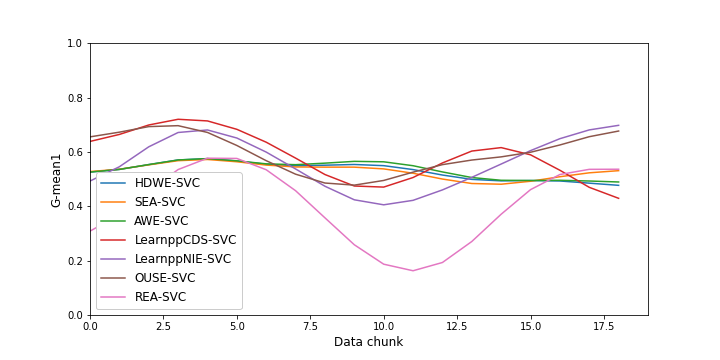 1.0
0.8
0.6
0.4
0.2
0.0
G-mean1
HDWE-SVC
SEA-SVC
AWE-SVC
LearnppCDS-SVC
LearnppNIE-SVC
OUSE-SVC
REA-SVC
0.0 2.5 5.0 7.5 10.0 12.5 15.0 17.5
Data chunk